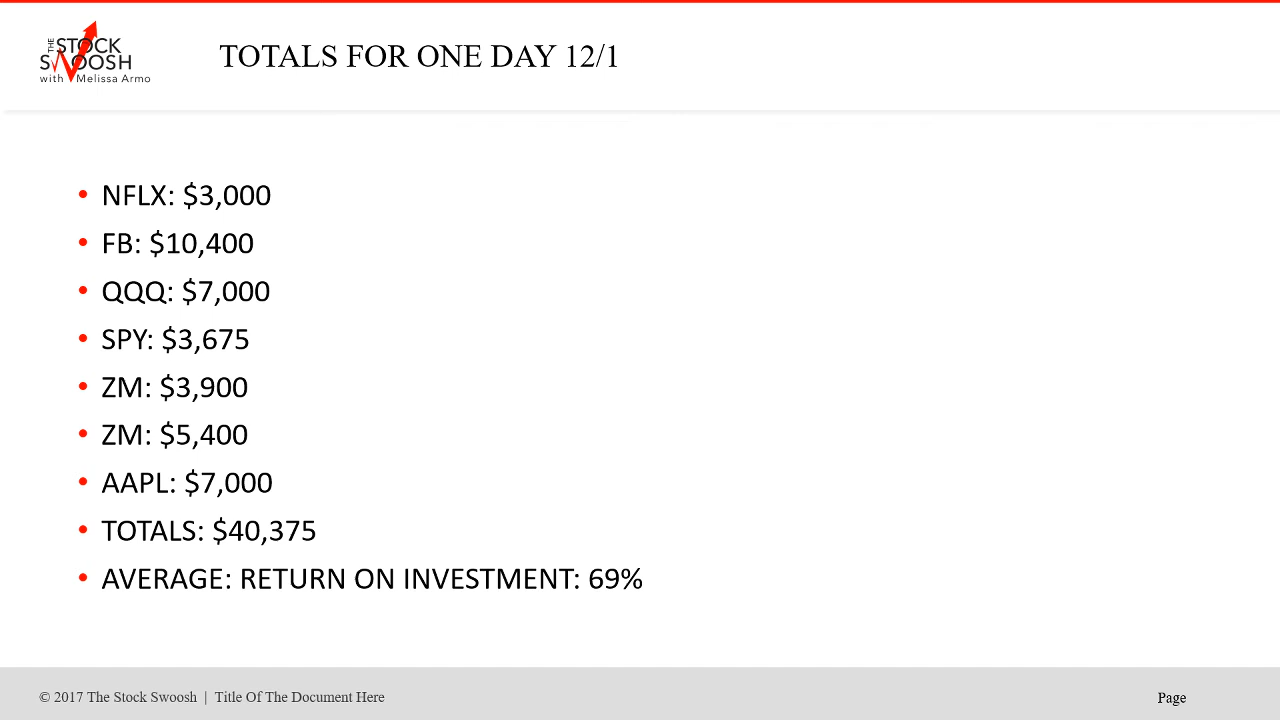 THE STOCK
SWOOSH
with Melissa Armo
TOTALS FOR ONE DAY 12/1
• NFLX: $3,000
• FB: $10,400
• QQQ: $7,000
• SPY: $3,675
• ZM: $3,900
• ZM: $5,400
• AAPL: $7,000
• TOTALS: $40,375
• AVERAGE: RETURN ON INVESTMENT: 69%
© 2017 The Stock Swoosh | Title Of The Document Here
Page